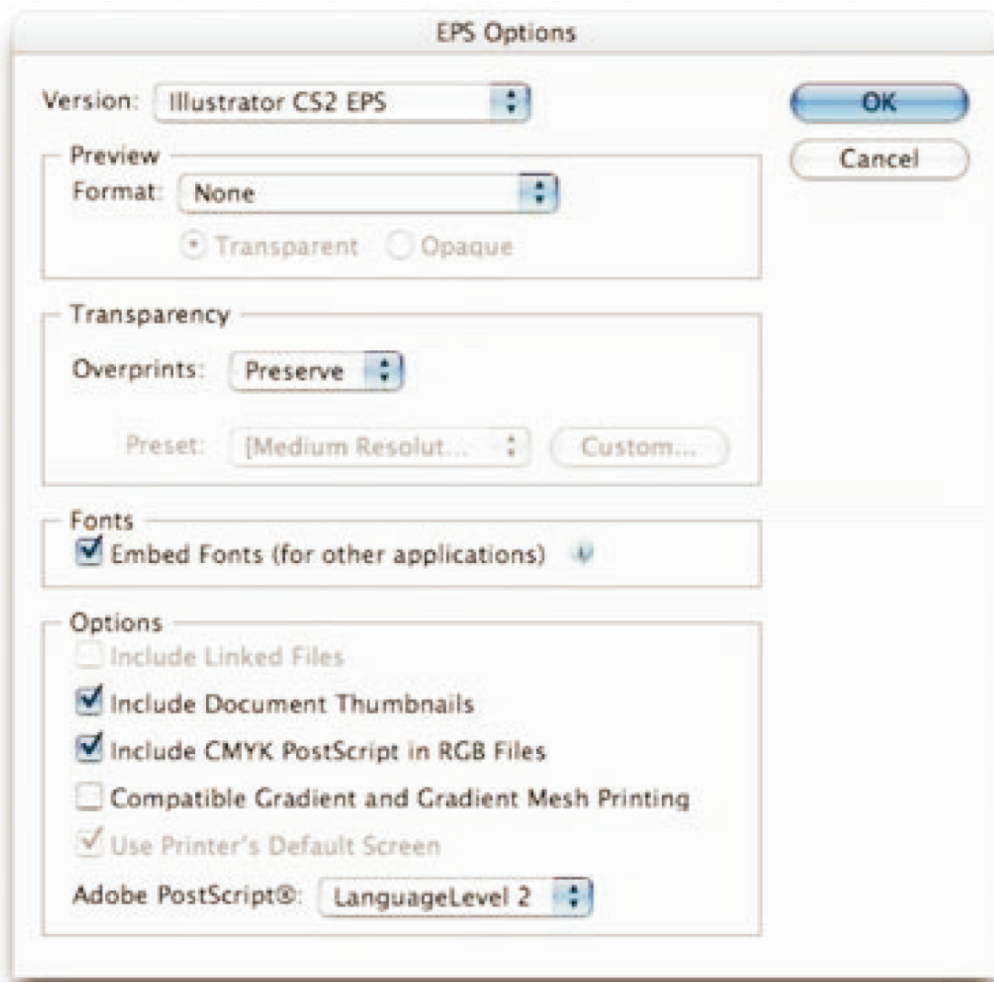 EPS Options
Version: Illustrator CS2 EPS
OK
Cancel
Preview
Format: None
Transparent Opaque
Transparency
Overprints: Preserve
Preset: [Medium Resolut... Custom...
Fonts
Embed Fonts (for other applications)
Options
Include Linked Files
Include Document Thumbnails
Include CMYK PostScript in RGB Files
Compatible Gradient and Gradient Mesh Printing
Use Printer's Default Screen
Adobe PostScript®: LanguageLevel 2